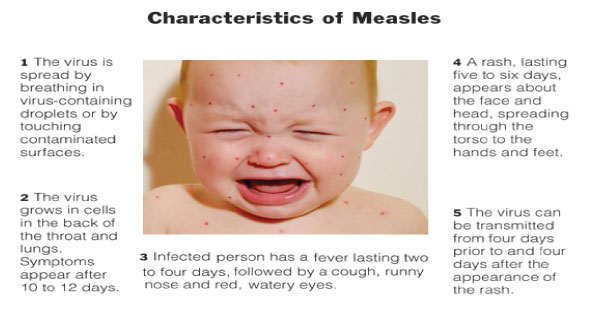 Characteristics of Measles
1 The virus is
spread by
breathing in
virus-containing
droplets or by
touching
contaminated
surfaces.
2 The virus
grows in cells
in the back of
the throat and
lungs.
Symptoms
appear after
10 to 12 days.
3 Infected person has a fever lasting two
to four days, followed by a cough, runny
nose and red, watery eyes.
4 A rash, lasting
five to six days,
appears about
the face and
head, spreading
through the
torso to the
hands and feet.
5 The virus can
be transmitted
from four days
prior to and four
days after the
appearance of
the rash.